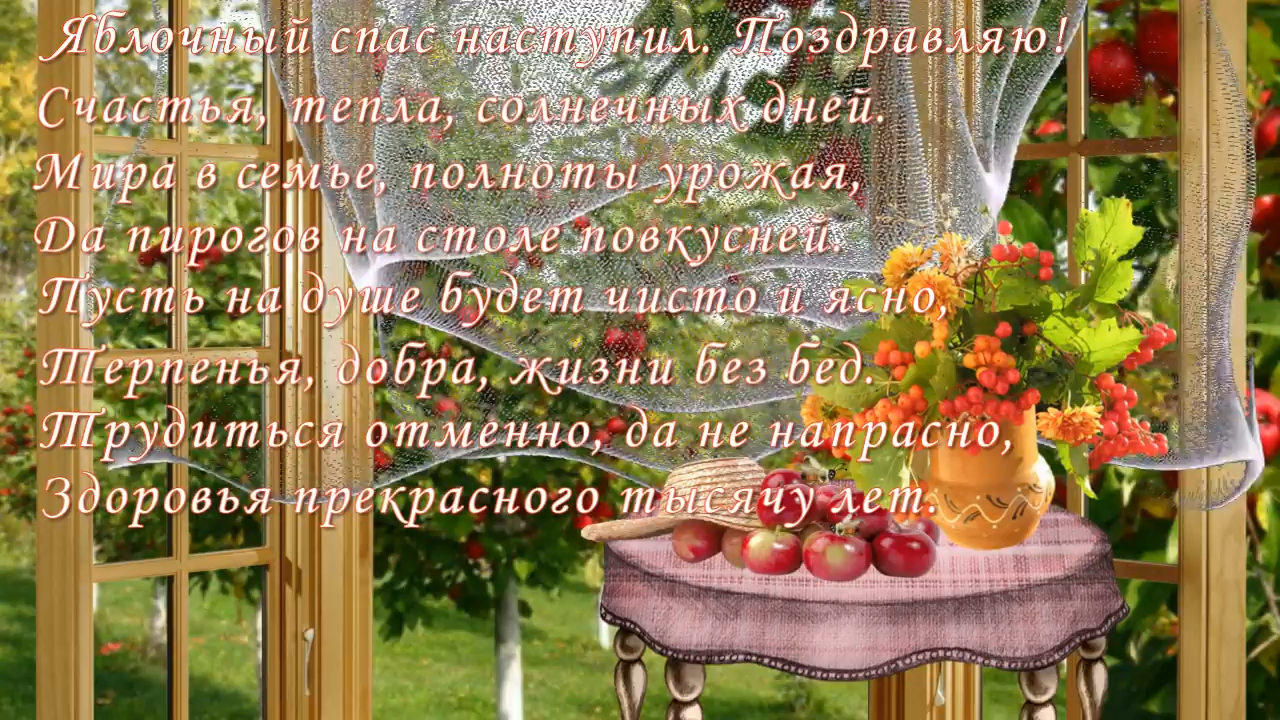 Яблочный спас наступил. Поздравляю!
Счастья, тепла, солнечных дней.
Мира в семье, полноты урожая,
Да пирогов на столе повкусней.
Пусть на душе будет чисто и ясно,
Терпенья, добра, жизни без бед.
Трудиться отменно, да не напрасно,
Здоровья прекрасного тысячу лет.